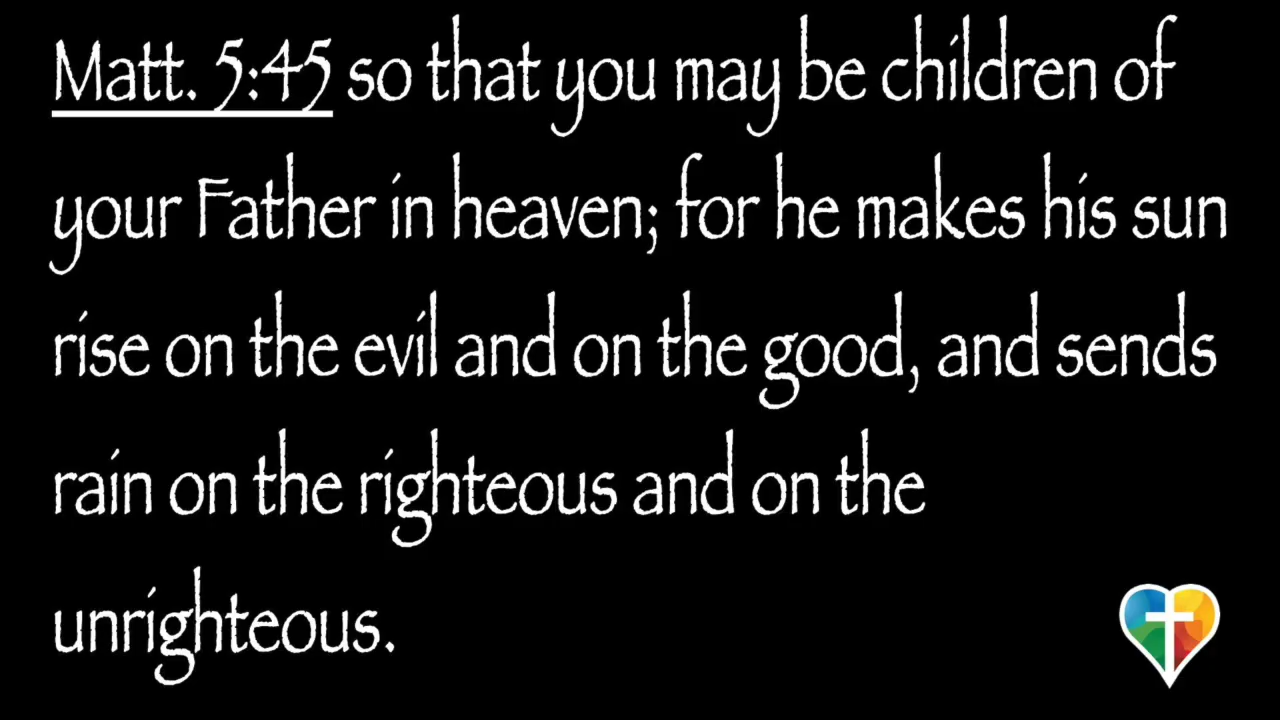 Matt. 5:45 so that you may be children of
your Father in heaven; for he makes his sun
rise on the evil and on the good, and sends
rain on the righteous and on the
unrighteous.